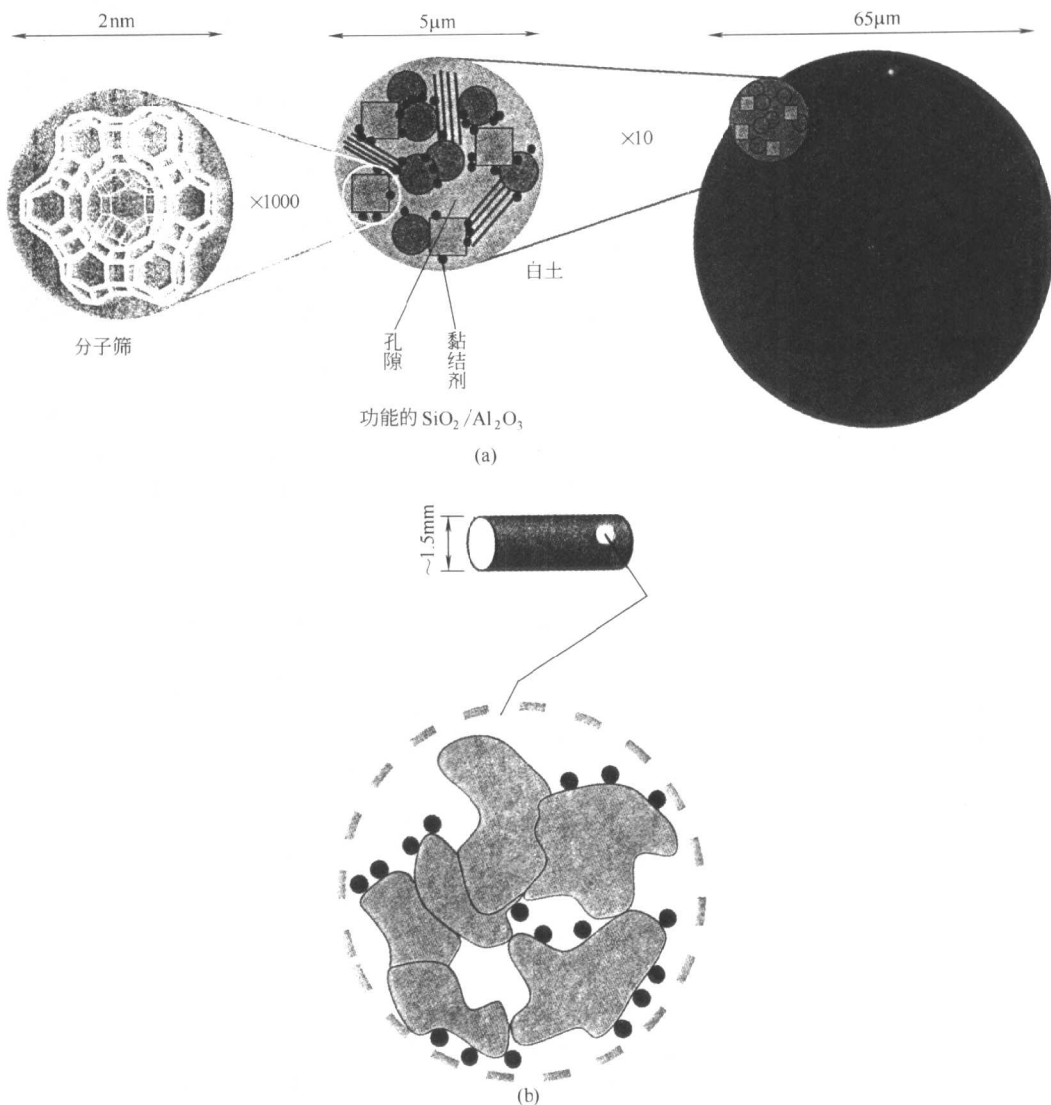 2nm
5μm
65μm
×1000
×10
白土
分子筛
孔隙
黏结剂
功能的 SiO₂/Al₂O₃
(a)
~1.5mm
(b)